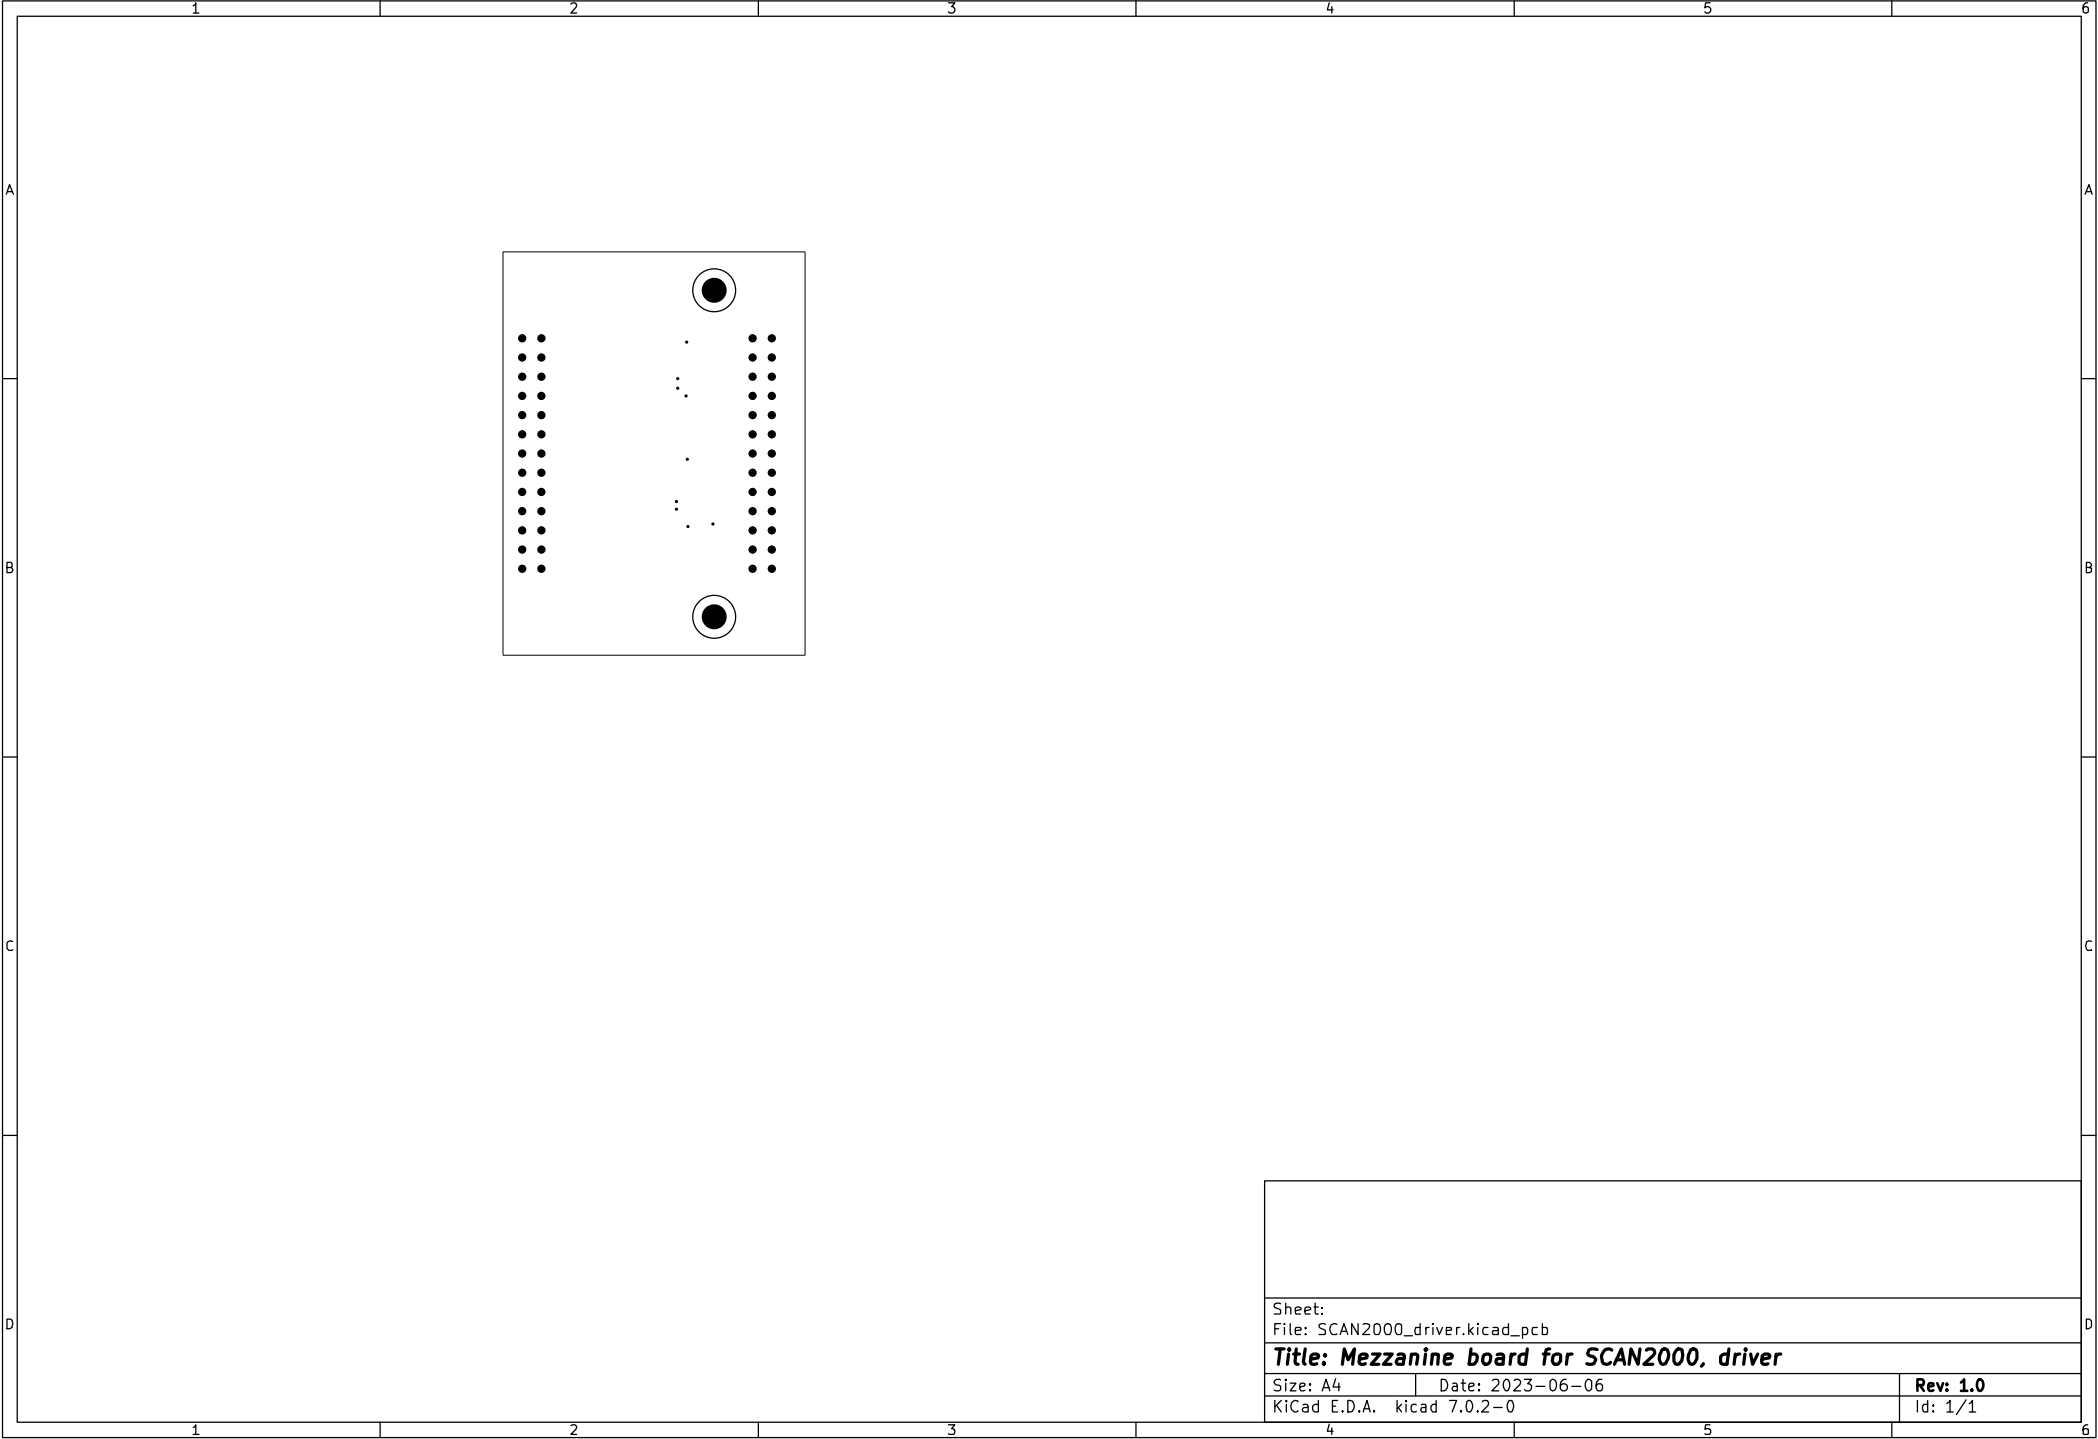 1 2 3 4 5 6
A A
B B
C C
D D
Sheet:
File: SCAN2000_driver.kicad_pcb
Title: Mezzanine board for SCAN2000, driver
Size: A4 Date: 2023-06-06 Rev: 1.0
KiCad E.D.A. kicad 7.0.2-0 Id: 1/1
1 2 3 4 5 6